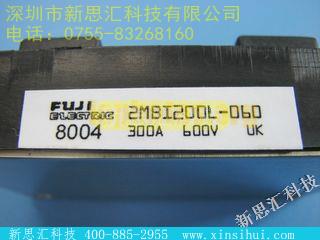 深圳市新思汇科技有限公司
电话：0755-83268160
FUJI ELECTRIC 2MBI200L-060
8004 300A 600V UK
新思汇科技
新思汇科技 400-885-2955 www.xinsihui.com